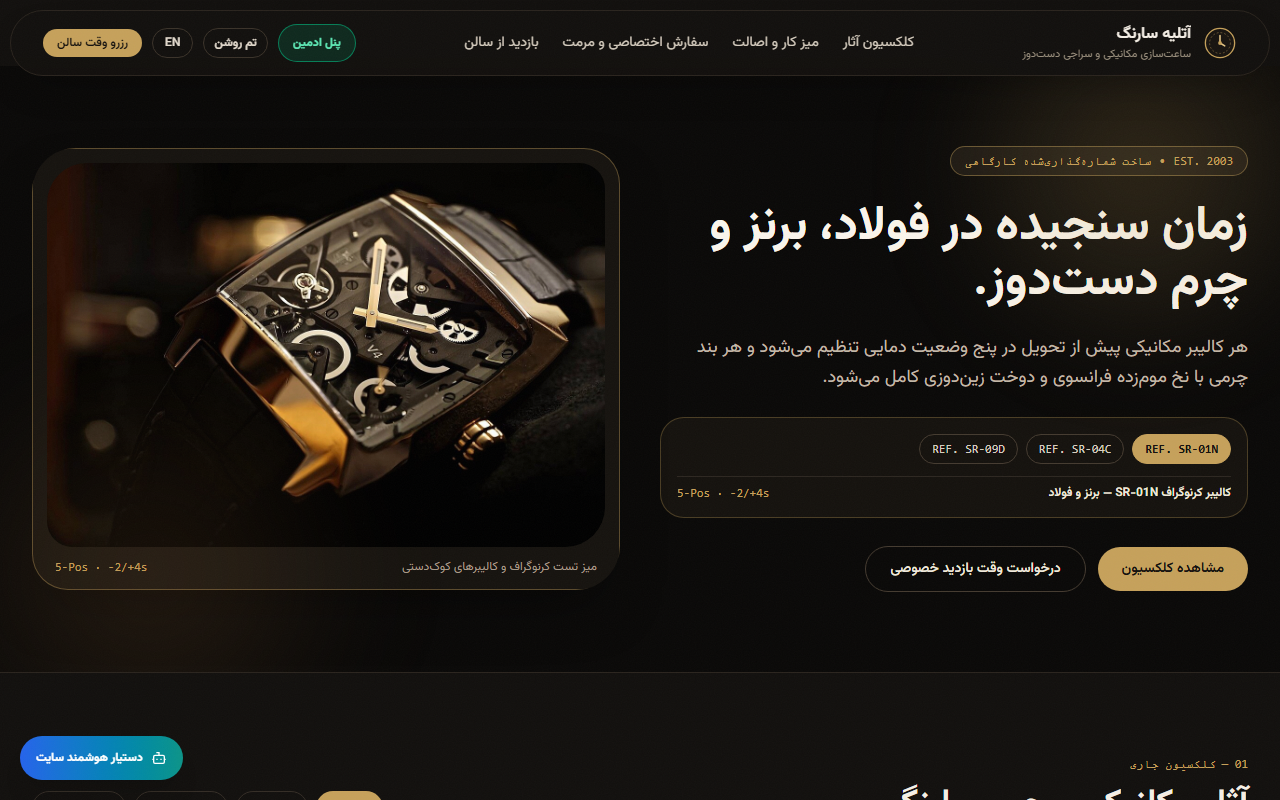 آتلیه سارنگ
ساعت‌سازی مکانیکی و سراجی دست‌دوز
کلکسیون آثار
میز کار و اصالت
سفارش اختصاصی و مرمت
بازدید از سالن
پنل ادمین
تم روشن
EN
رزرو وقت سالن
EST. 2003 • ساخت شماره‌گذاری‌شده کارگاهی
زمان سنجیده در فولاد، برنز و
چرم دست‌دوز.
هر کالیبر مکانیکی پیش از تحویل در پنج وضعیت دمایی تنظیم می‌شود و هر بند
چرمی با نخ موم‌زده فرانسوی و دوخت زین‌دوزی کامل می‌شود.
REF. SR-01N
REF. SR-04C
REF. SR-09D
کالیبر کرنوگراف SR-01N — برنز و فولاد
5-Pos · -2/+4s
مشاهده کلکسیون
درخواست وقت بازدید خصوصی
V4
میز تست کرنوگراف و کالیبرهای کوک‌دستی
5-Pos · -2/+4s
01 — کلکسیون جاری
دستیار هوشمند سایت